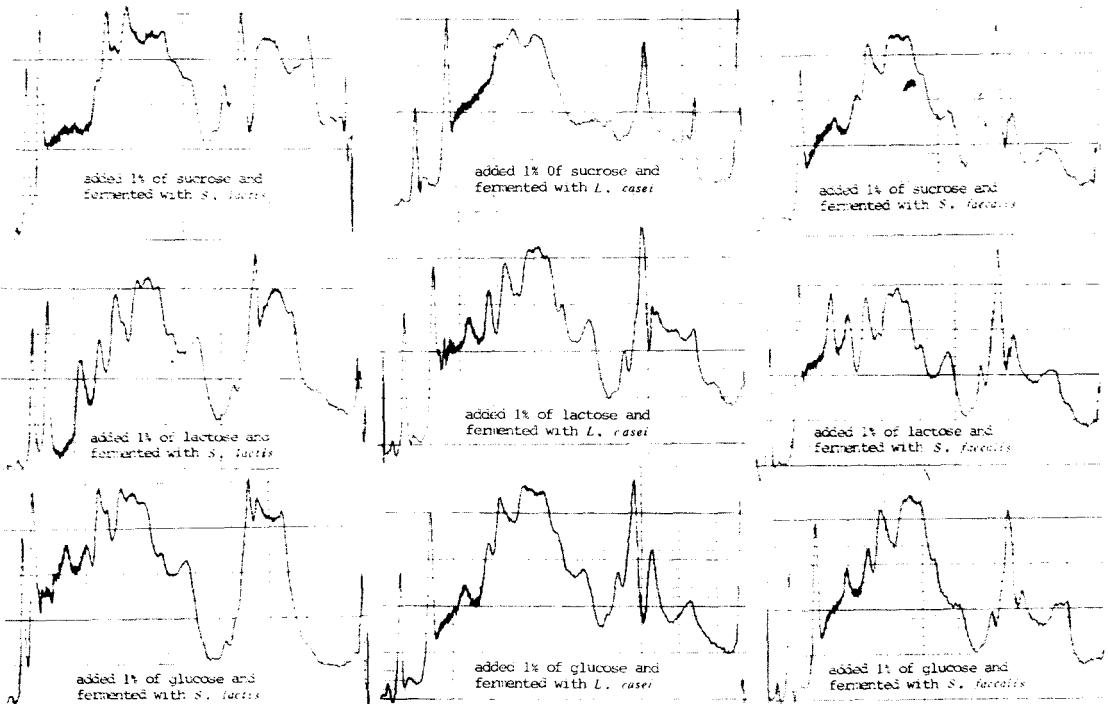 added 1% of sucrose and
fermented with S. lactis
added 1% Of sucrose and
fermented with L. casei
added 1% of sucrose and
fermented with S. faecalis
added 1% of lactose and
fermented with S. lactis
added 1% of lactose and
fermented with L. casei
added 1% of lactose and
fermented with S. faecalis
added 1% of glucose and
fermented with S. lactis
added 1% of glucose and
fermented with L. casei
added 1% of glucose and
fermented with S. faecalis